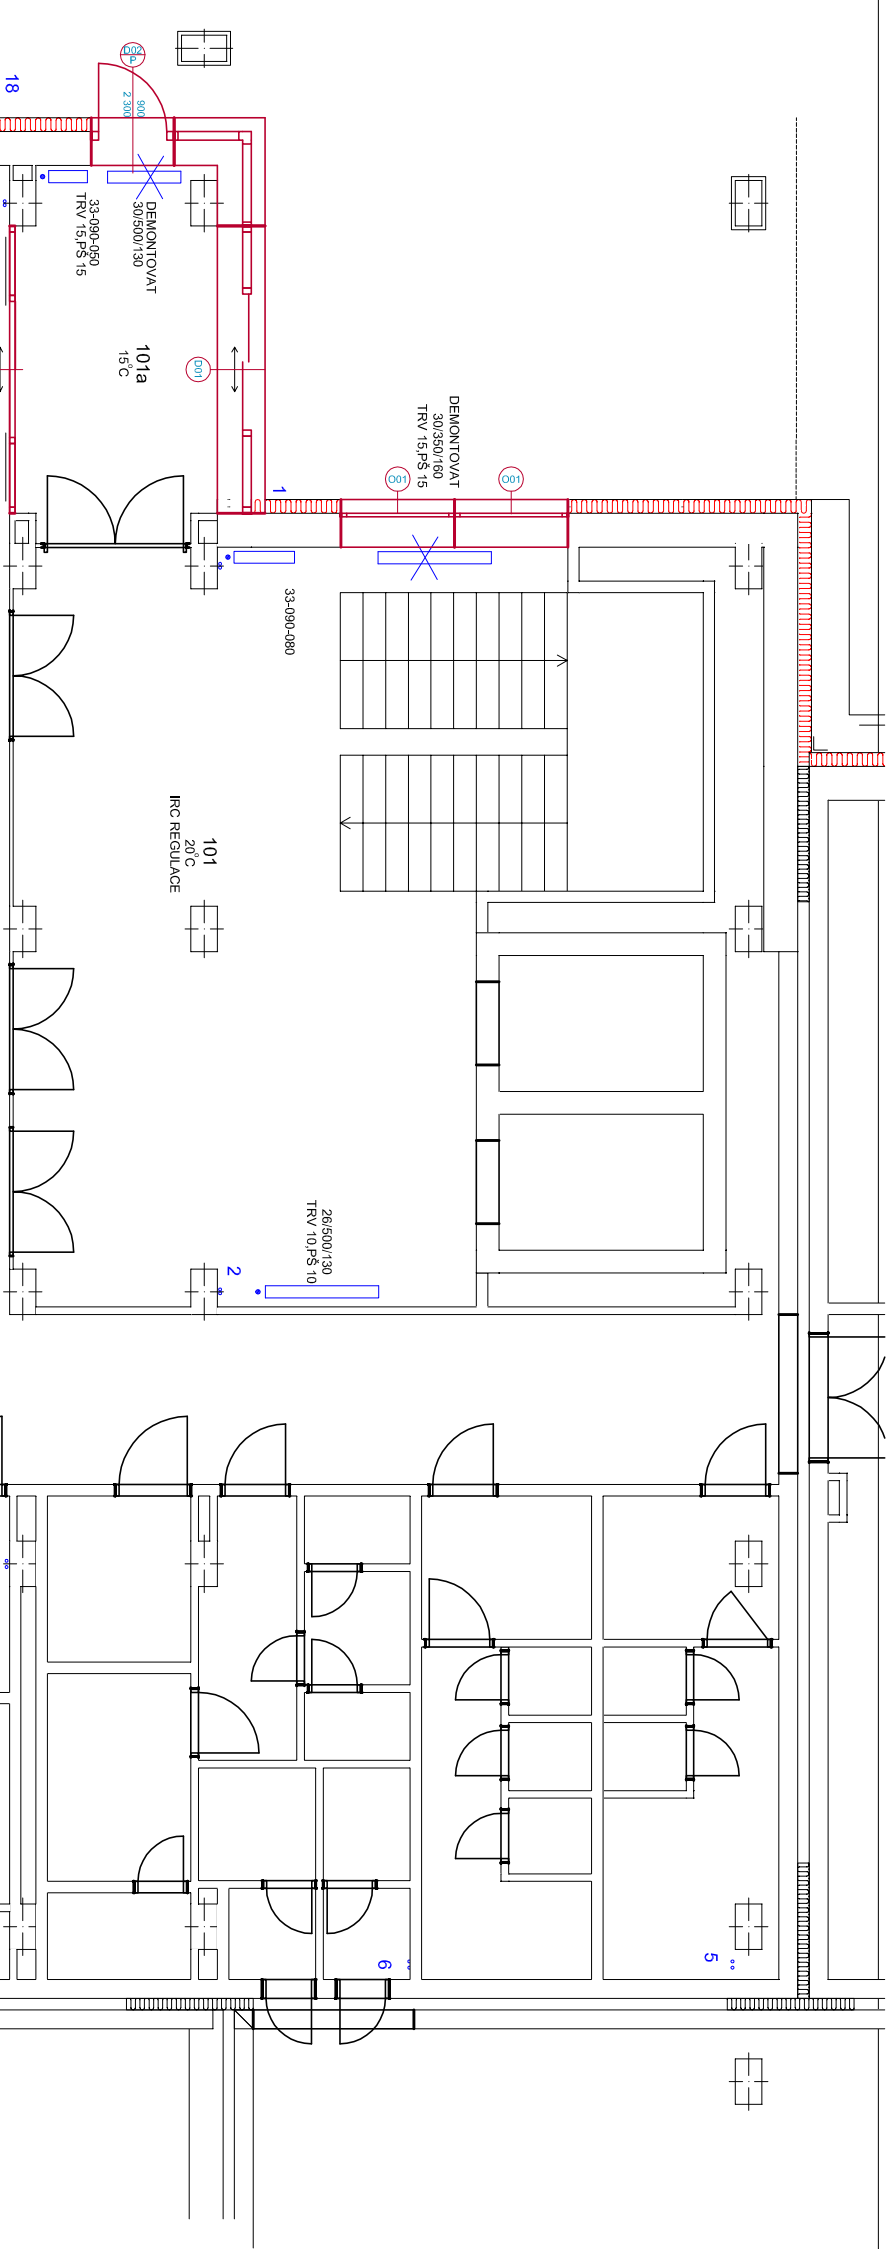 18
D02
P
900
2 300
33-090-050
TRV 15,PŠ 15
DEMONTOVAT
30/500/130
101a
15°C
D01
DEMONTOVAT
30/350/160
TRV 15,PŠ 15
O01
O01
1
33-090-080
101
20°C
IRC REGULACE
26/500/130
TRV 10,PŠ 10
2
6
5